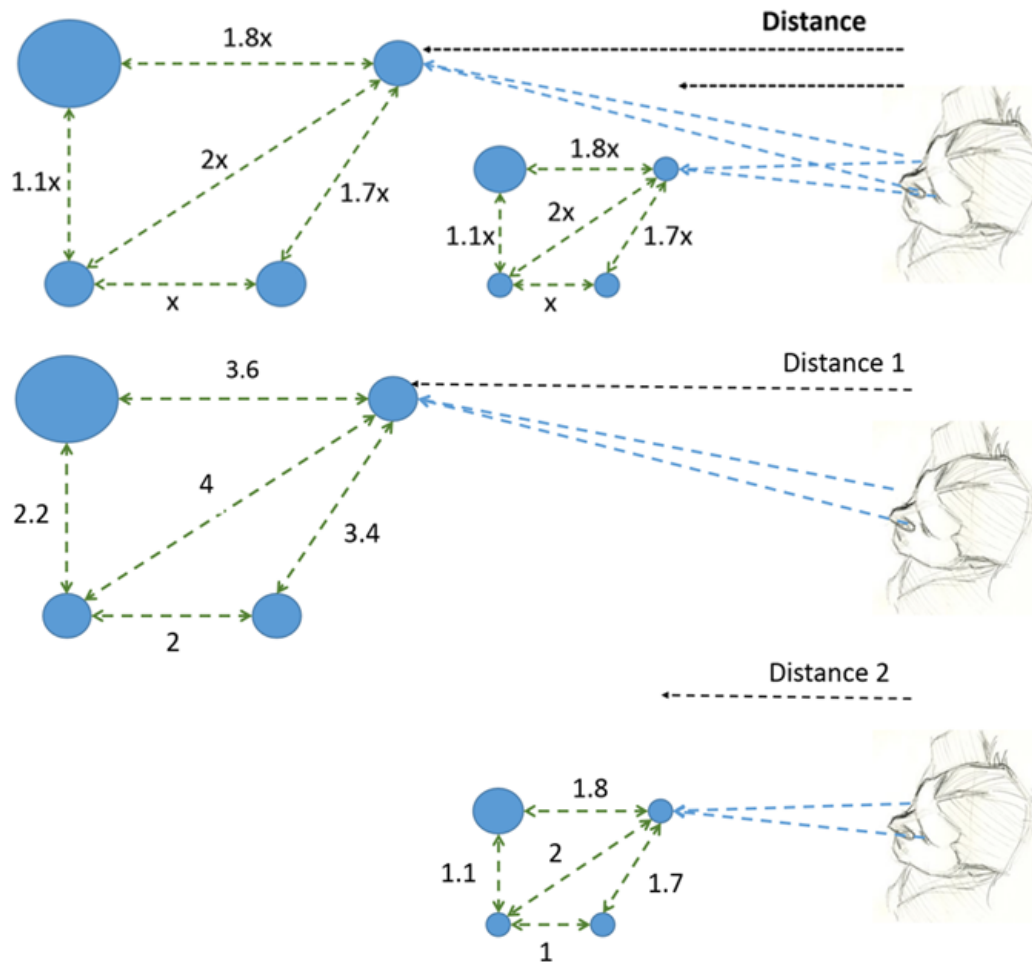 Distance
1.8x
2x
1.1x
1.7x
x
1.8x
2x
1.1x
1.7x
x
Distance 1
3.6
4
2.2
3.4
2
Distance 2
1.8
2
1.1
1.7
1